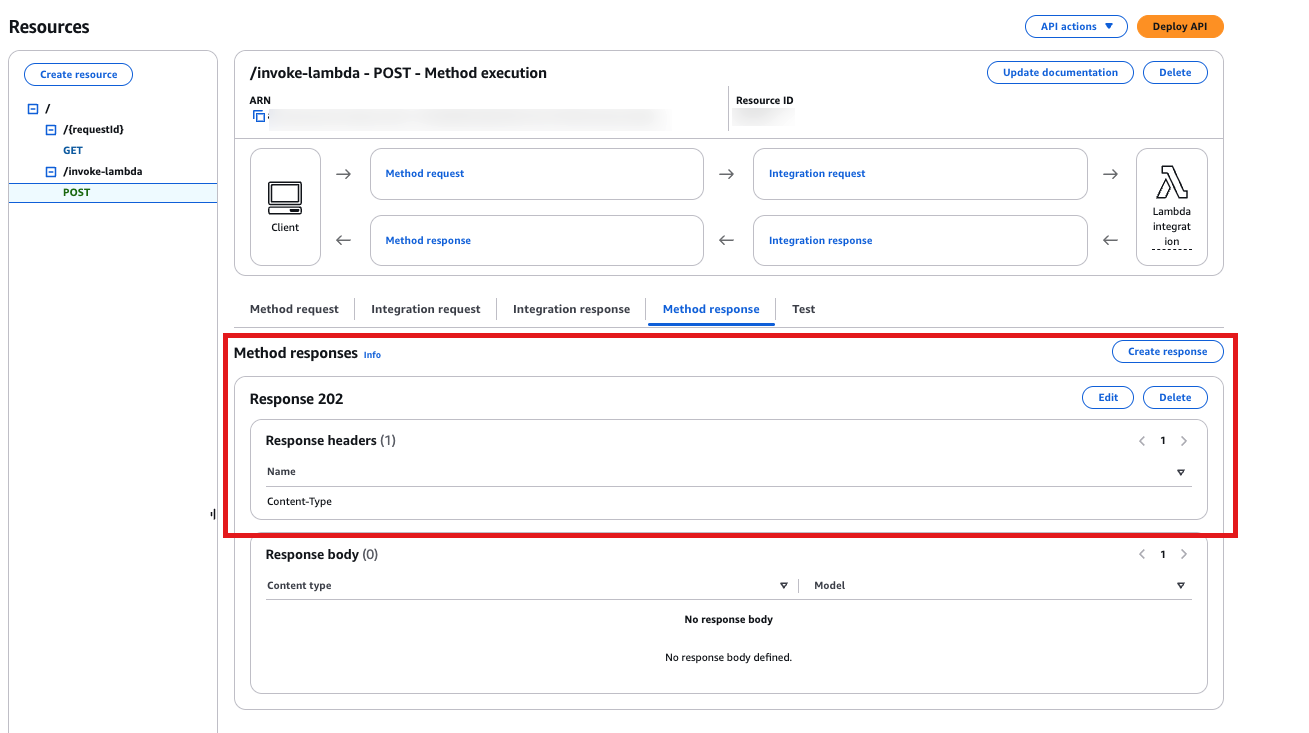 Resources
API actions
Deploy API
Create resource
/
/{requestId}
GET
/invoke-lambda
POST
/invoke-lambda - POST - Method execution
Update documentation
Delete
ARN
Resource ID
Client
Method request
Integration request
Method response
Integration response
Lambda
integrat
ion
Method request
Integration request
Integration response
Method response
Test
Method responses Info
Create response
Response 202
Edit
Delete
Response headers (1)
1
Name
Content-Type
Response body (0)
1
Content type
Model
No response body
No response body defined.